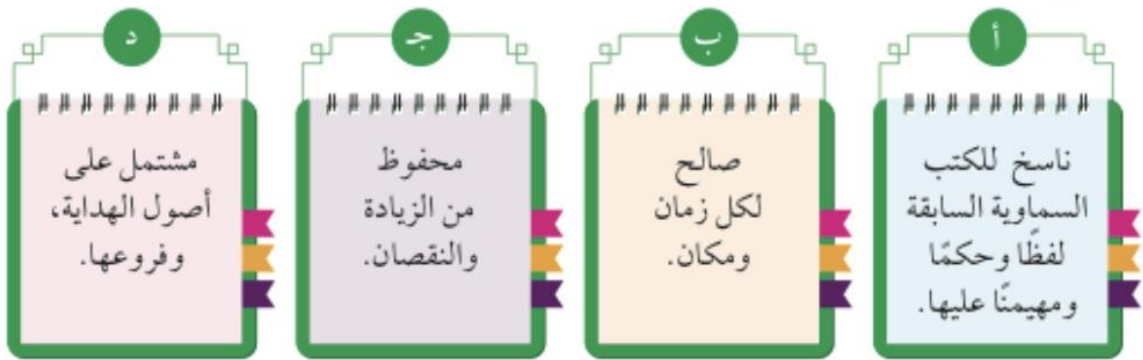 أ
ناسخ للكتب
السماوية السابقة
لفظًا وحكمًا
ومهيمنًا عليها.
ب
صالح
لكل زمان
ومكان.
جـ
محفوظ
من الزيادة
والنقصان.
د
مشتمل على
أصول الهداية،
وفروعها.